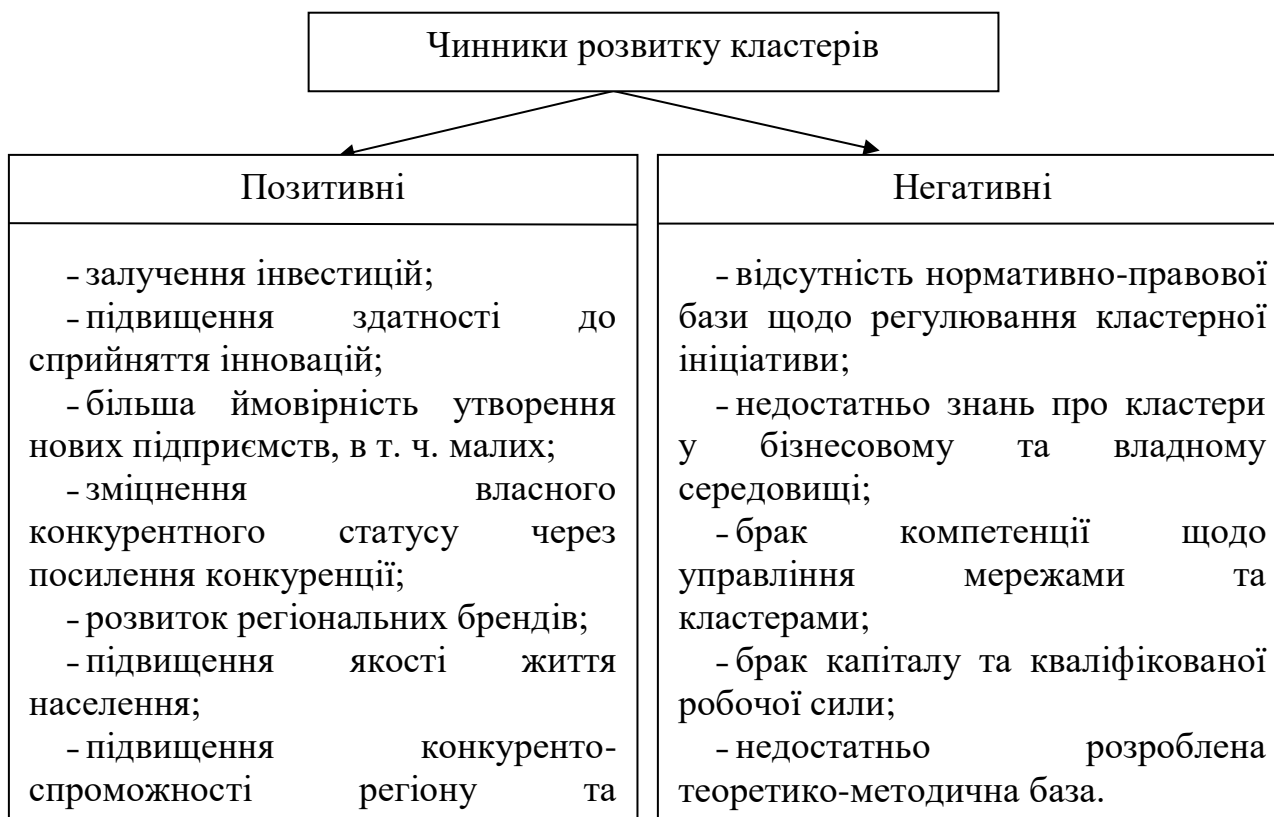 Чинники розвитку кластерів
Позитивні
- залучення інвестицій;
- підвищення здатності до
сприйняття інновацій;
- більша ймовірність утворення
нових підприємств, в т. ч. малих;
- зміцнення власного
конкурентного статусу через
посилення конкуренції;
- розвиток регіональних брендів;
- підвищення якості життя
населення;
- підвищення конкуренто-
спроможності регіону та
Негативні
- відсутність нормативно-правової
бази щодо регулювання кластерної
ініціативи;
- недостатньо знань про кластери
у бізнесовому та владному
середовищі;
- брак компетенції щодо
управління мережами та
кластерами;
- брак капіталу та кваліфікованої
робочої сили;
- недостатньо розроблена
теоретико-методична база.